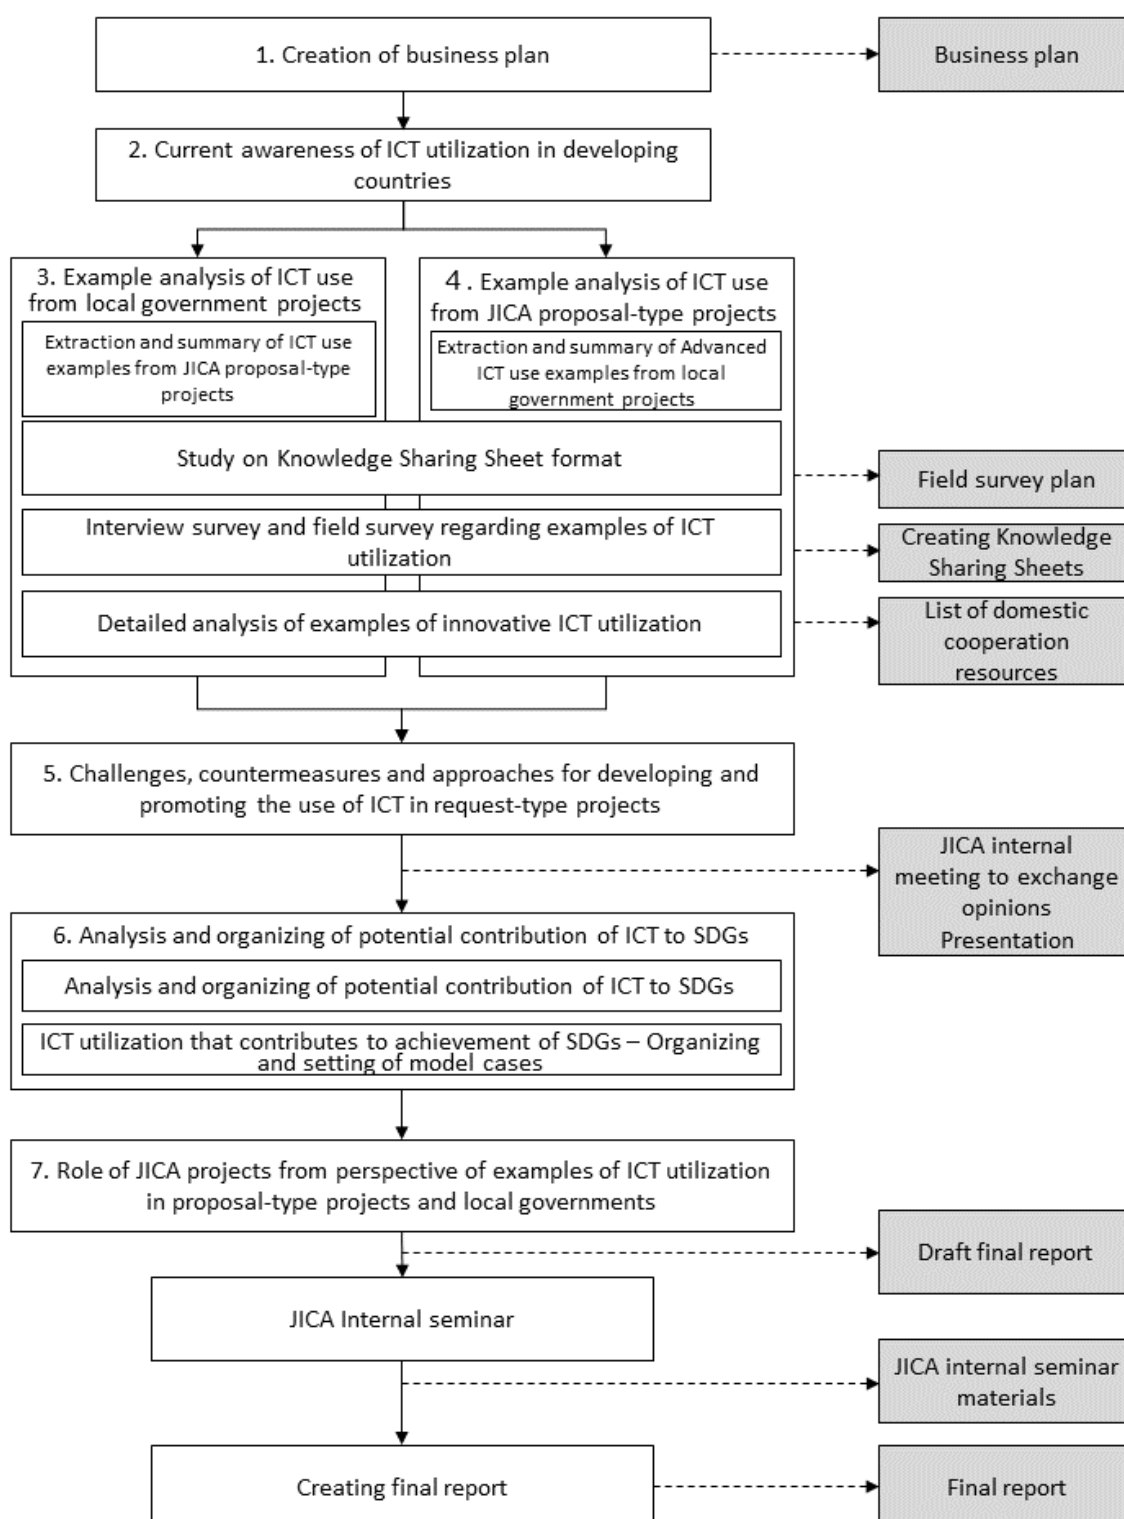 1. Creation of business plan
Business plan
2. Current awareness of ICT utilization in developing
countries
3. Example analysis of ICT use
from local government projects
Extraction and summary of ICT use
examples from JICA proposal-type
projects
4 . Example analysis of ICT use
from JICA proposal-type projects
Extraction and summary of Advanced
ICT use examples from local
government projects
Study on Knowledge Sharing Sheet format
Field survey plan
Interview survey and field survey regarding examples of ICT
utilization
Creating Knowledge
Sharing Sheets
Detailed analysis of examples of innovative ICT utilization
List of domestic
cooperation
resources
5. Challenges, countermeasures and approaches for developing and
promoting the use of ICT in request-type projects
JICA internal
meeting to exchange
opinions
Presentation
6. Analysis and organizing of potential contribution of ICT to SDGs
Analysis and organizing of potential contribution of ICT to SDGs
ICT utilization that contributes to achievement of SDGs – Organizing
and setting of model cases
7. Role of JICA projects from perspective of examples of ICT utilization
in proposal-type projects and local governments
Draft final report
JICA Internal seminar
JICA internal seminar
materials
Creating final report
Final report